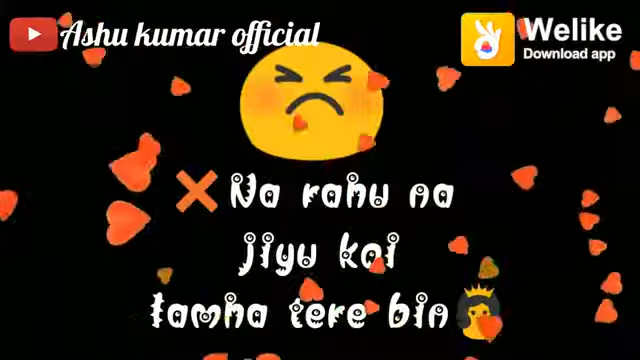 Ashu kumar official
Welike
Download app
Na rahu na
jiyu koi
tamna tere bin